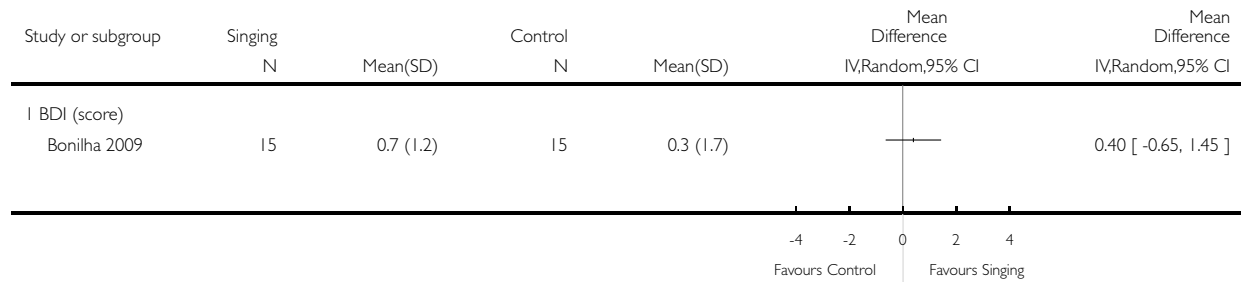 Study or subgroup Singing Control Mean Difference Mean Difference
N Mean(SD) N Mean(SD) IV,Random,95% CI IV,Random,95% CI
1 BDI (score)
Bonilha 2009 15 0.7 (1.2) 15 0.3 (1.7) 0.40 [ -0.65, 1.45 ]
-4 -2 0 2 4
Favours Control Favours Singing